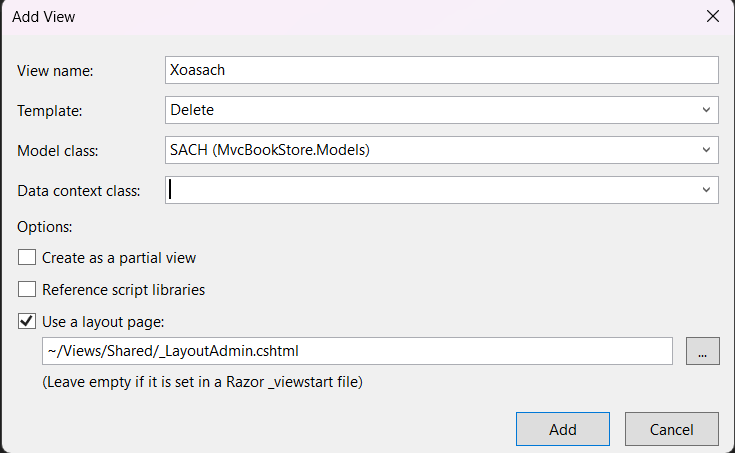 Add View
View name: Xoasach
Template: Delete
Model class: SACH (MvcBookStore.Models)
Data context class:
Options:
Create as a partial view
Reference script libraries
Use a layout page:
~/Views/Shared/_LayoutAdmin.cshtml ...
(Leave empty if it is set in a Razor _viewstart file)
Add Cancel